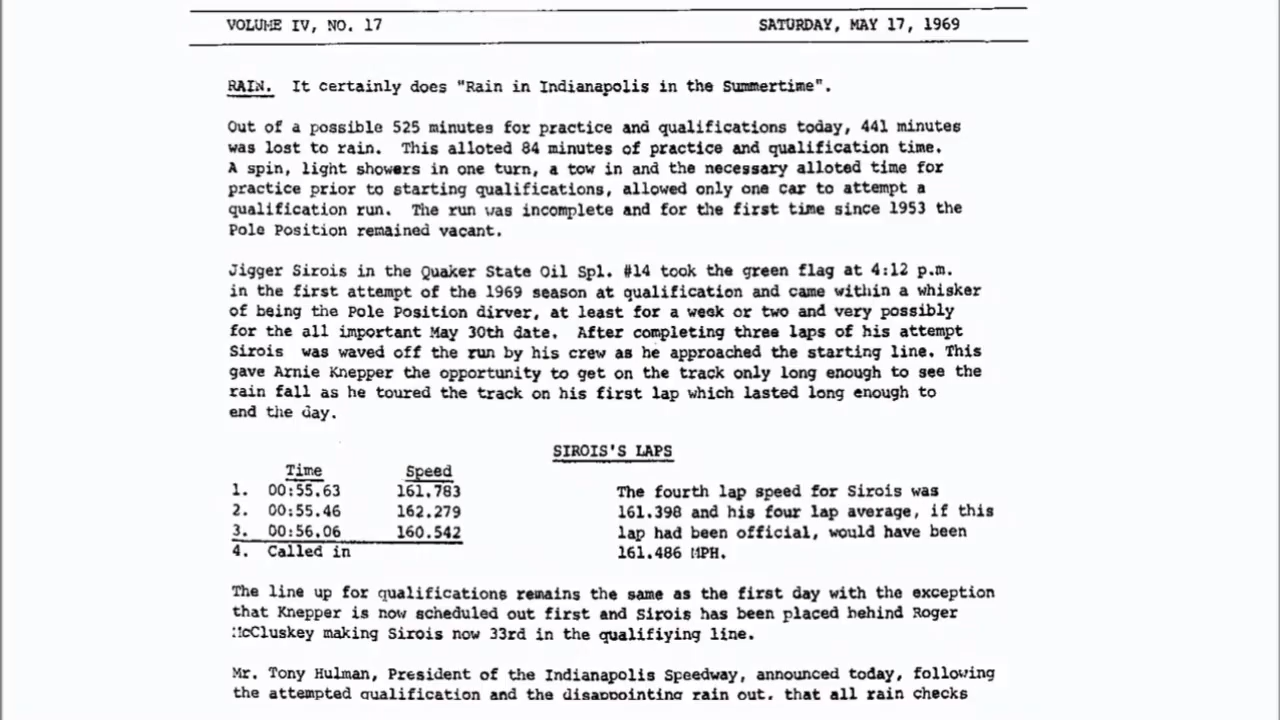 VOLUME IV, NO. 17 SATURDAY, MAY 17, 1969
RAIN. It certainly does "Rain in Indianapolis in the Summertime".
Out of a possible 525 minutes for practice and qualifications today, 441 minutes
was lost to rain. This alloted 84 minutes of practice and qualification time.
A spin, light showers in one turn, a tow in and the necessary alloted time for
practice prior to starting qualifications, allowed only one car to attempt a
qualification run. The run was incomplete and for the first time since 1953 the
Pole Position remained vacant.
Jigger Sirois in the Quaker State Oil Spl. #14 took the green flag at 4:12 p.m.
in the first attempt of the 1969 season at qualification and came within a whisker
of being the Pole Position dirver, at least for a week or two and very possibly
for the all important May 30th date. After completing three laps of his attempt
Sirois was waved off the run by his crew as he approached the starting line. This
gave Arnie Knepper the opportunity to get on the track only long enough to see the
rain fall as he toured the track on his first lap which lasted long enough to
end the day.
SIROIS'S LAPS
Time Speed
1. 00:55.63 161.783
2. 00:55.46 162.279
3. 00:56.06 160.542
4. Called in
The fourth lap speed for Sirois was
161.398 and his four lap average, if this
lap had been official, would have been
161.486 MPH.
The line up for qualifications remains the same as the first day with the exception
that Knepper is now scheduled out first and Sirois has been placed behind Roger
McCluskey making Sirois now 33rd in the qualifiying line.
Mr. Tony Hulman, President of the Indianapolis Speedway, announced today, following
the attempted qualification and the disappointing rain out, that all rain checks